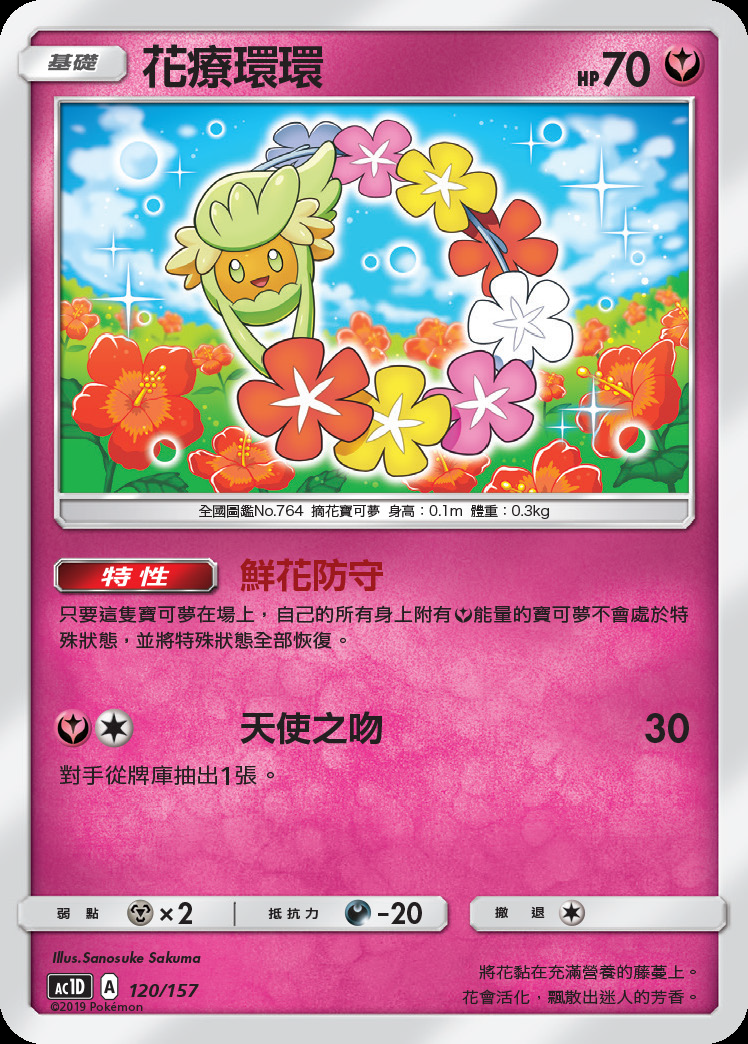 基礎 花療環環 HP70
全國圖鑑No.764 摘花寶可夢 身高：0.1m 體重：0.3kg
特性 鮮花防守
只要這隻寶可夢在場上，自己的所有身上附有能量的寶可夢不會處於特
殊狀態，並將特殊狀態全部恢復。
天使之吻 30
對手從牌庫抽出1張。
弱點 ×2 抵抗力 -20 撤退
Illus.Sanosuke Sakuma
AC1D A 120/157
©2019 Pokémon
將花黏在充滿營養的藤蔓上。
花會活化，飄散出迷人的芳香。